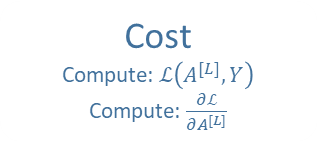 Cost
Compute: ℒ(A^[L], Y)
Compute: ∂ℒ/∂A^[L]